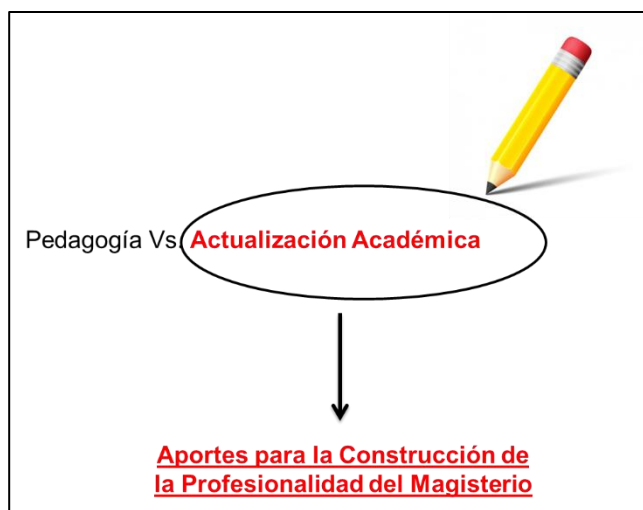 Pedagogía Vs. Actualización Académica
Aportes para la Construcción de
la Profesionalidad del Magisterio